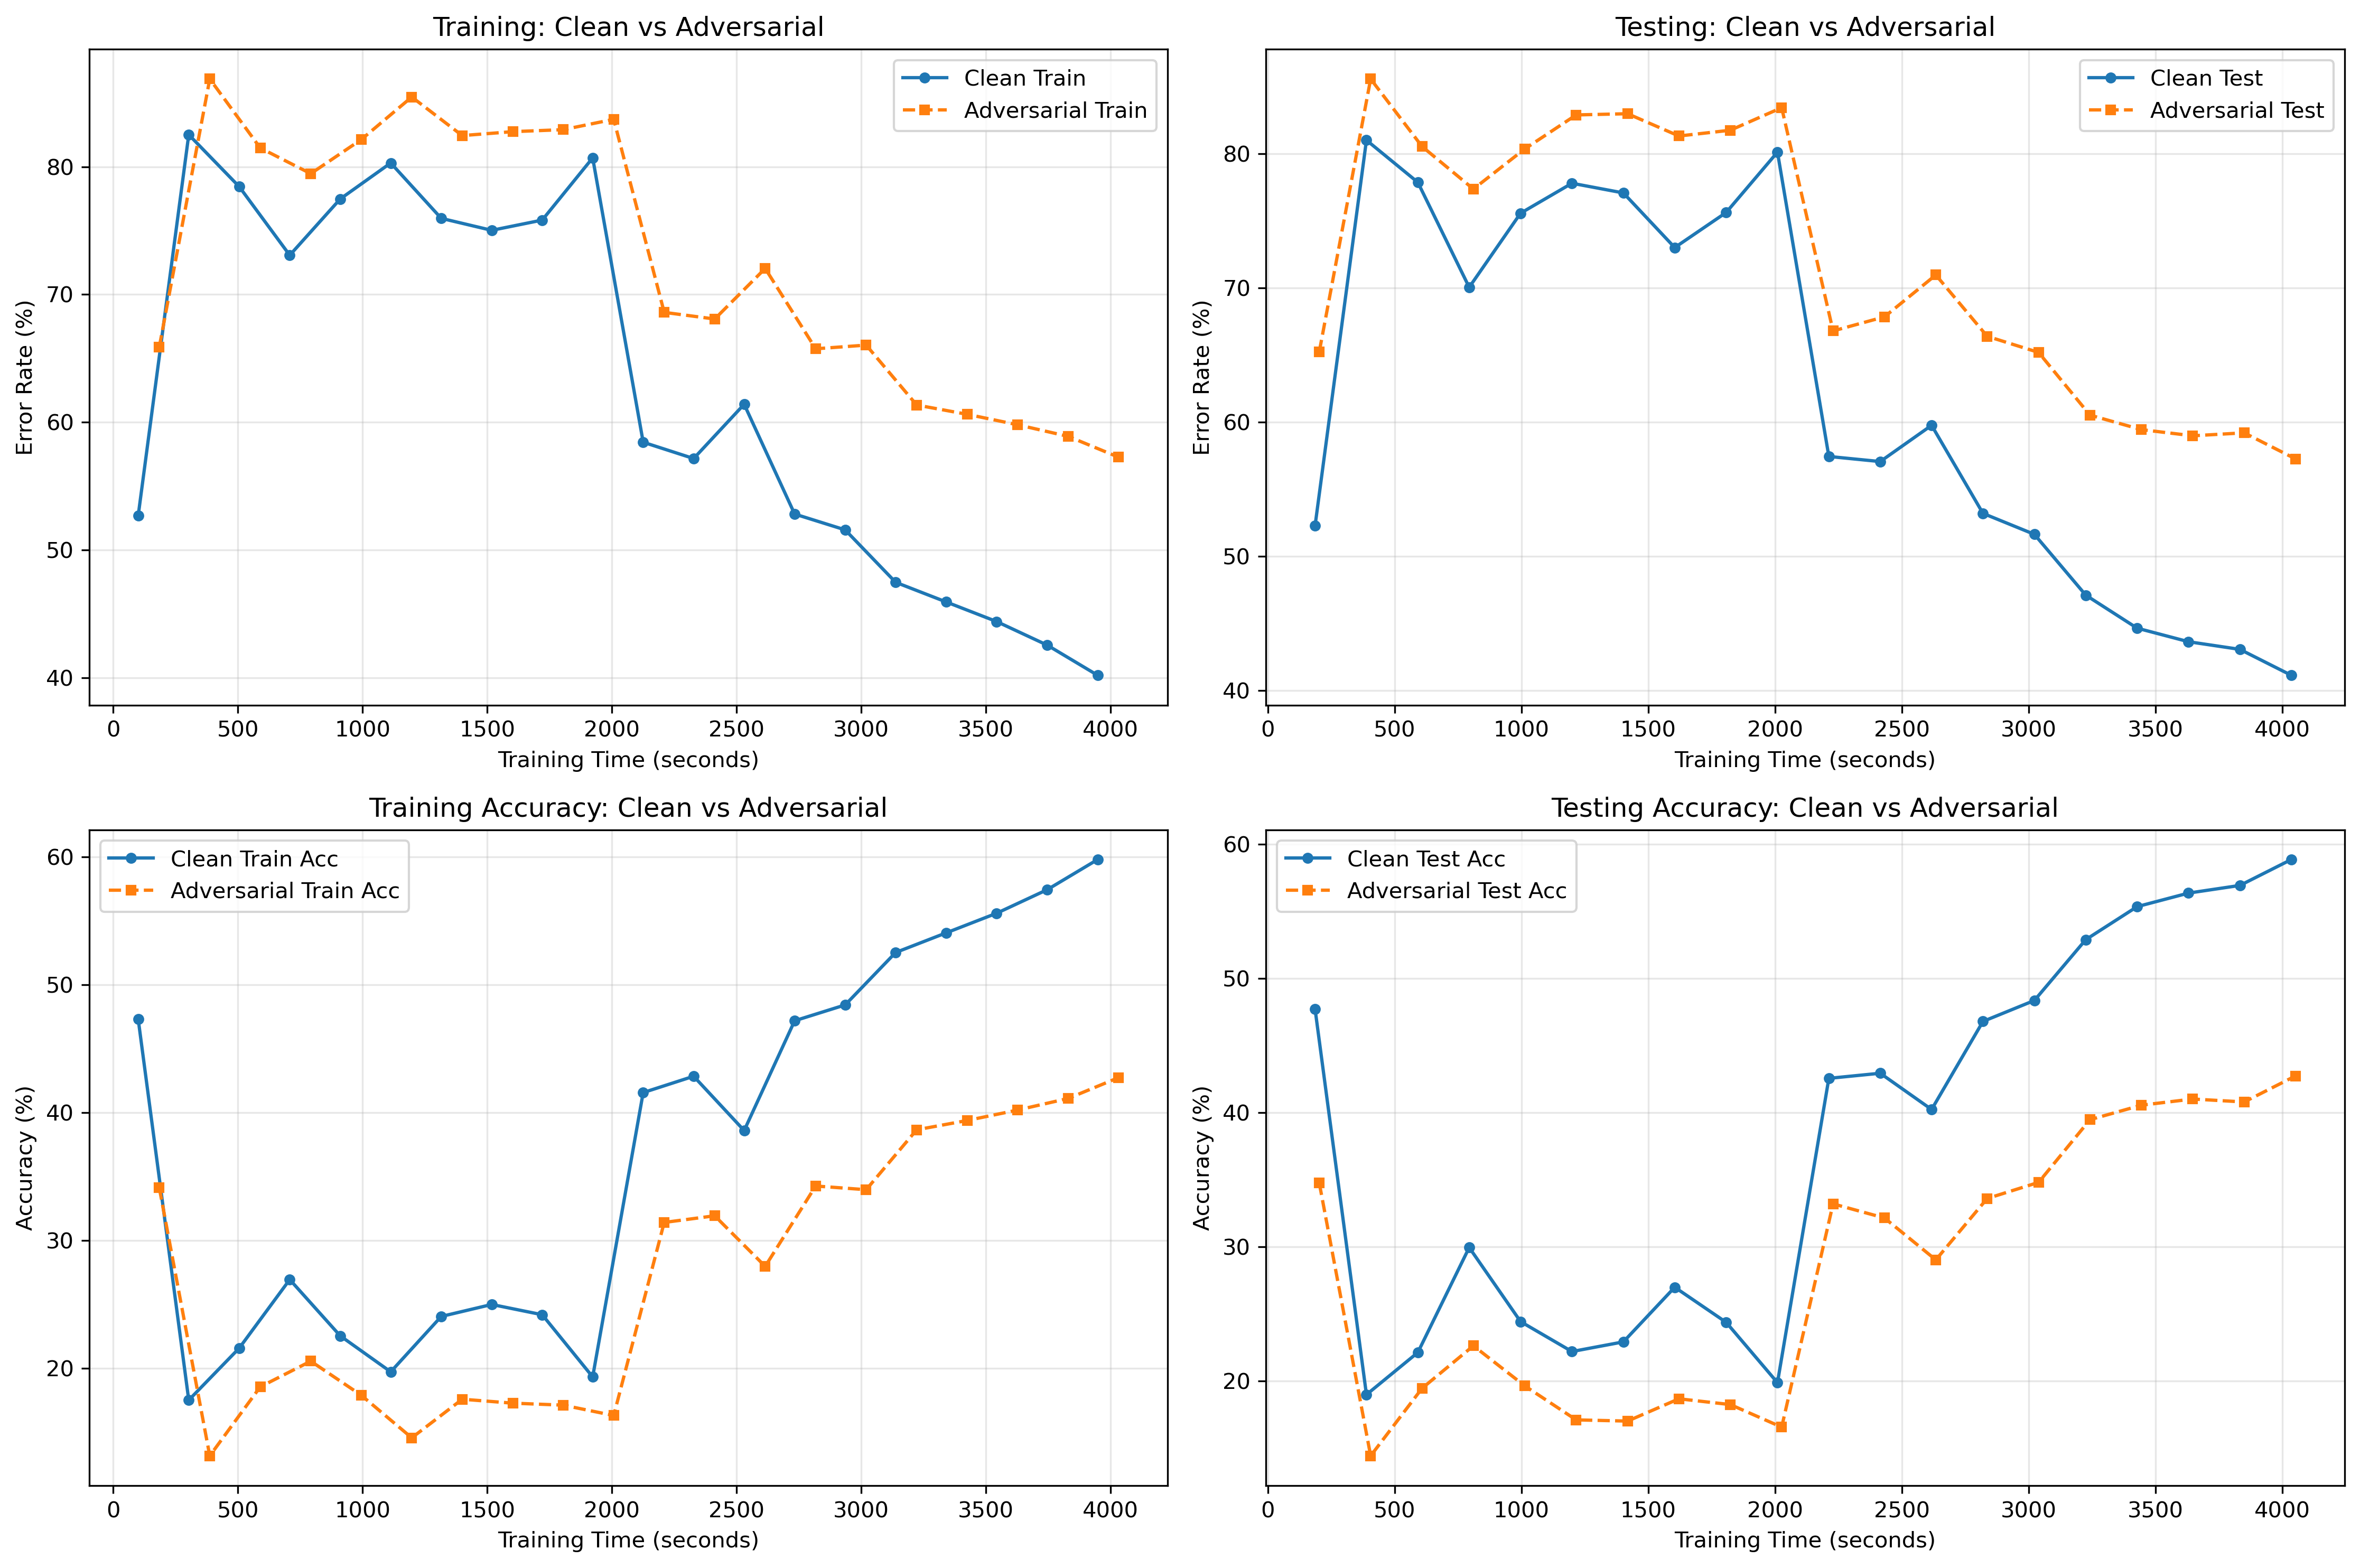 Training: Clean vs Adversarial
Clean Train
Adversarial Train
Error Rate (%)
80
70
60
50
40
0 500 1000 1500 2000 2500 3000 3500 4000
Training Time (seconds)
Testing: Clean vs Adversarial
Clean Test
Adversarial Test
Error Rate (%)
80
70
60
50
40
0 500 1000 1500 2000 2500 3000 3500 4000
Training Time (seconds)
Training Accuracy: Clean vs Adversarial
Clean Train Acc
Adversarial Train Acc
Accuracy (%)
60
50
40
30
20
0 500 1000 1500 2000 2500 3000 3500 4000
Training Time (seconds)
Testing Accuracy: Clean vs Adversarial
Clean Test Acc
Adversarial Test Acc
Accuracy (%)
60
50
40
30
20
0 500 1000 1500 2000 2500 3000 3500 4000
Training Time (seconds)